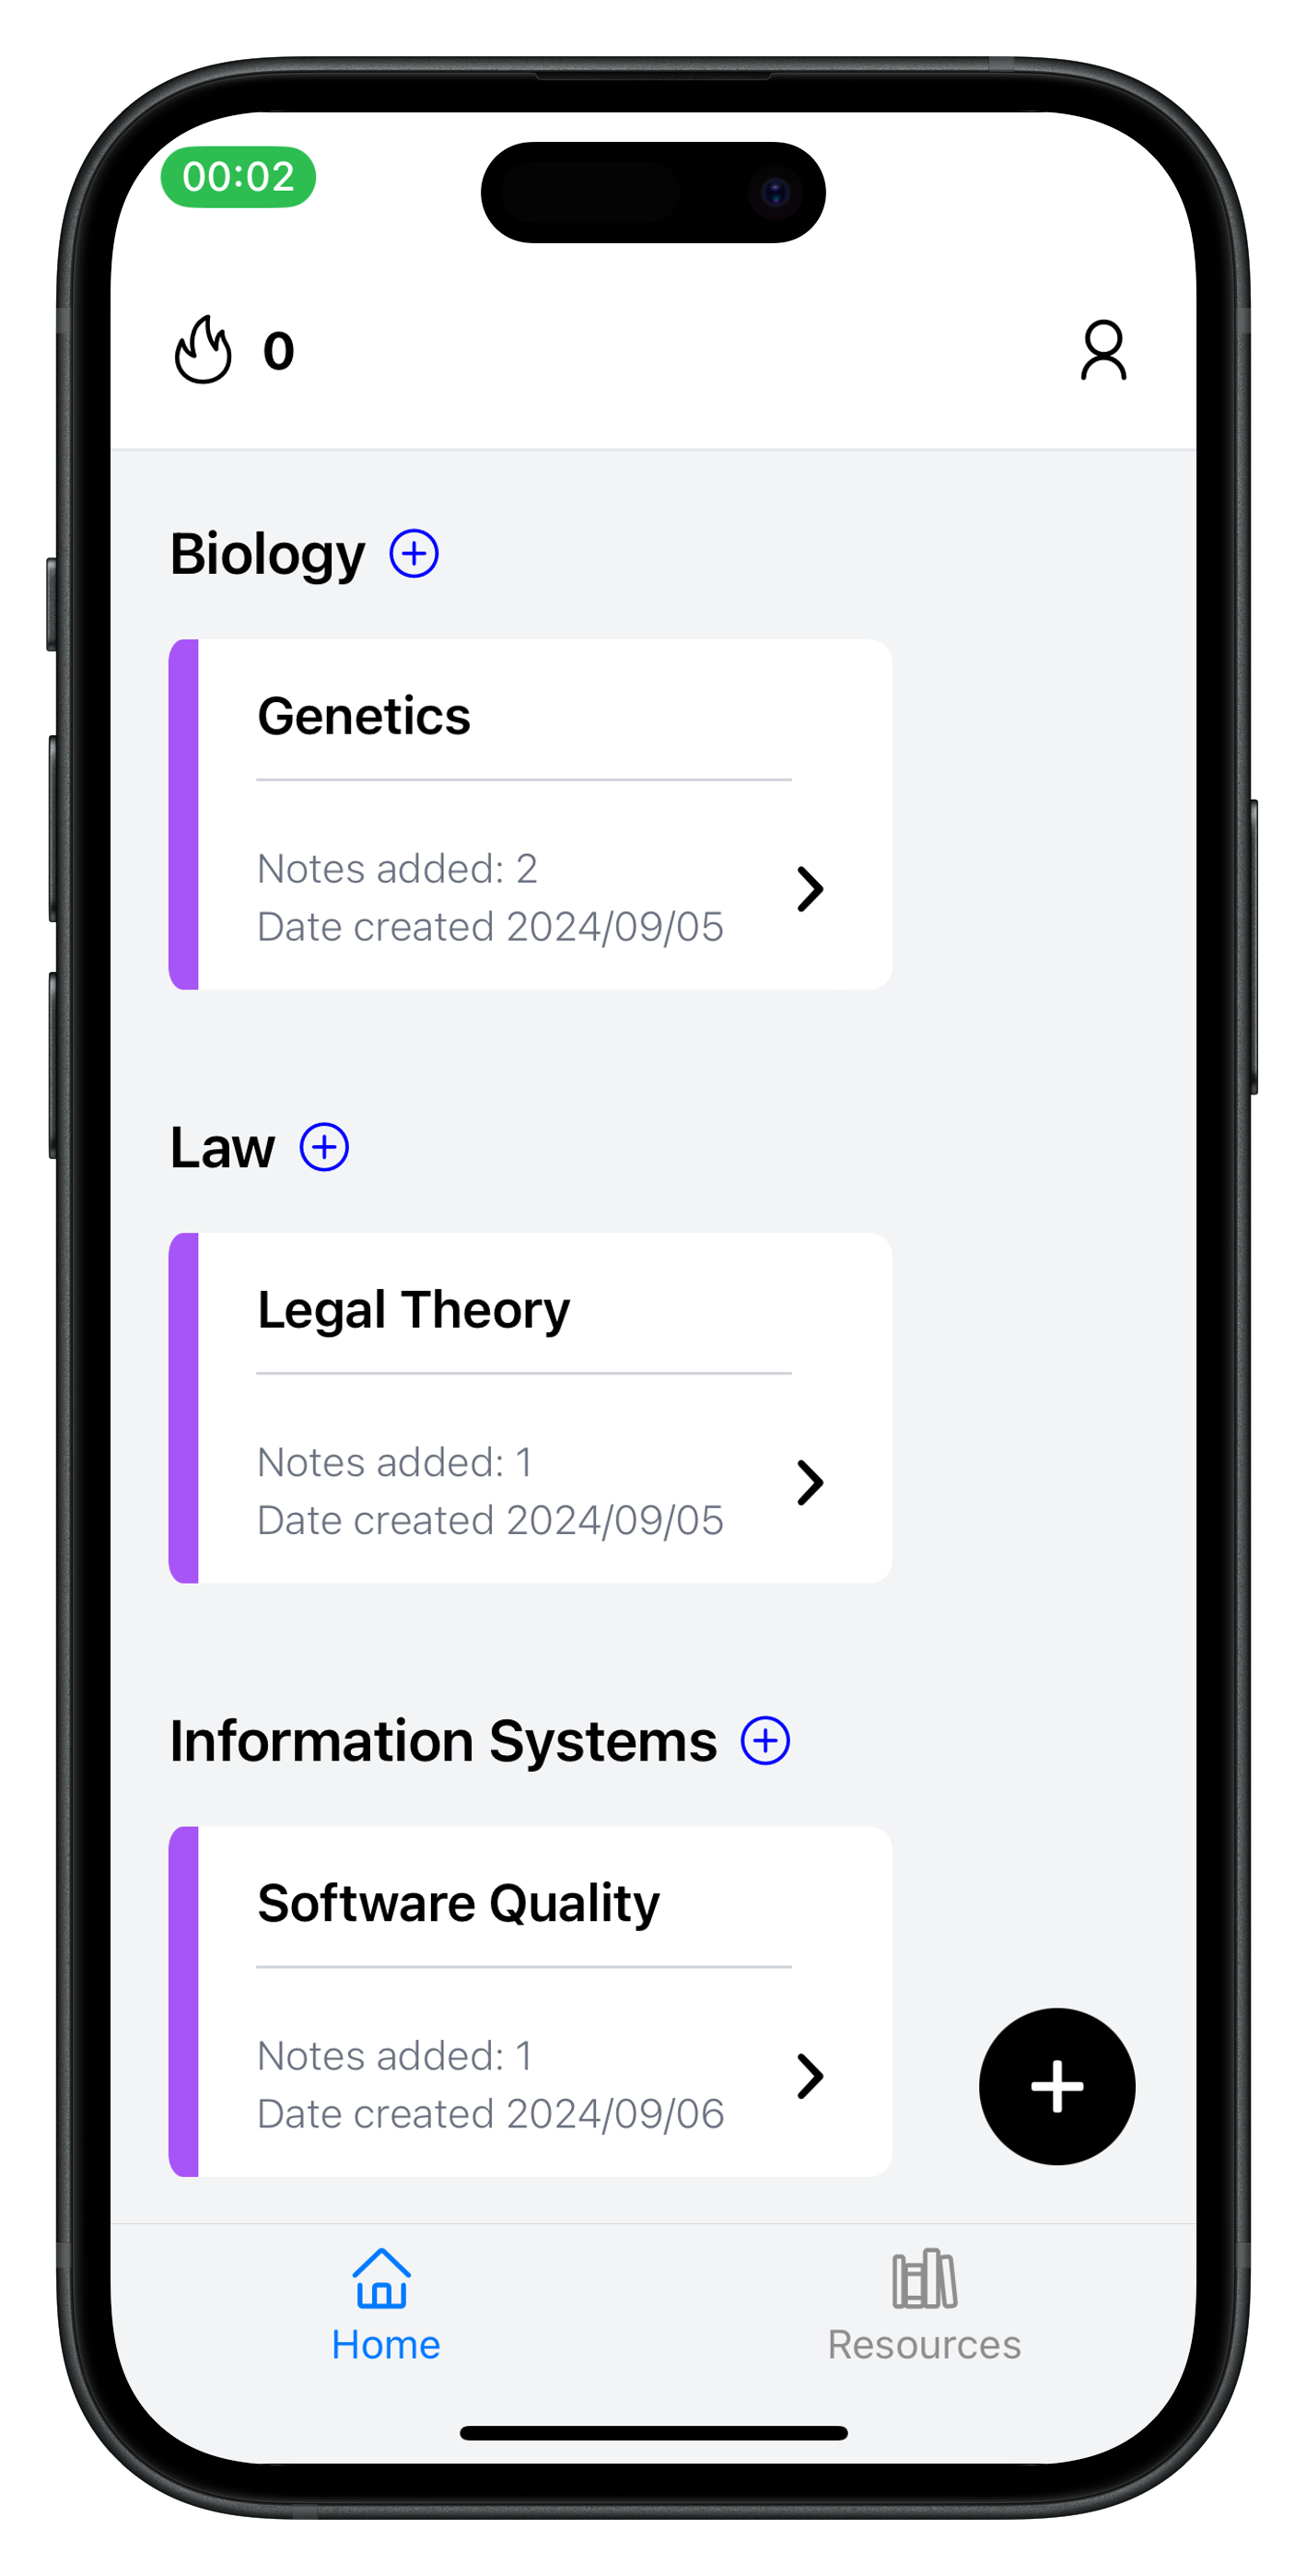 00:02
0
Biology
Genetics
Notes added: 2
Date created 2024/09/05
Law
Legal Theory
Notes added: 1
Date created 2024/09/05
Information Systems
Software Quality
Notes added: 1
Date created 2024/09/06
Home
Resources